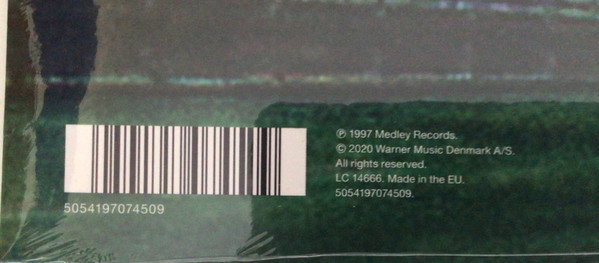 5054197074509
℗ 1997 Medley Records.
© 2020 Warner Music Denmark A/S.
All rights reserved.
LC 14666. Made in the EU.
5054197074509.